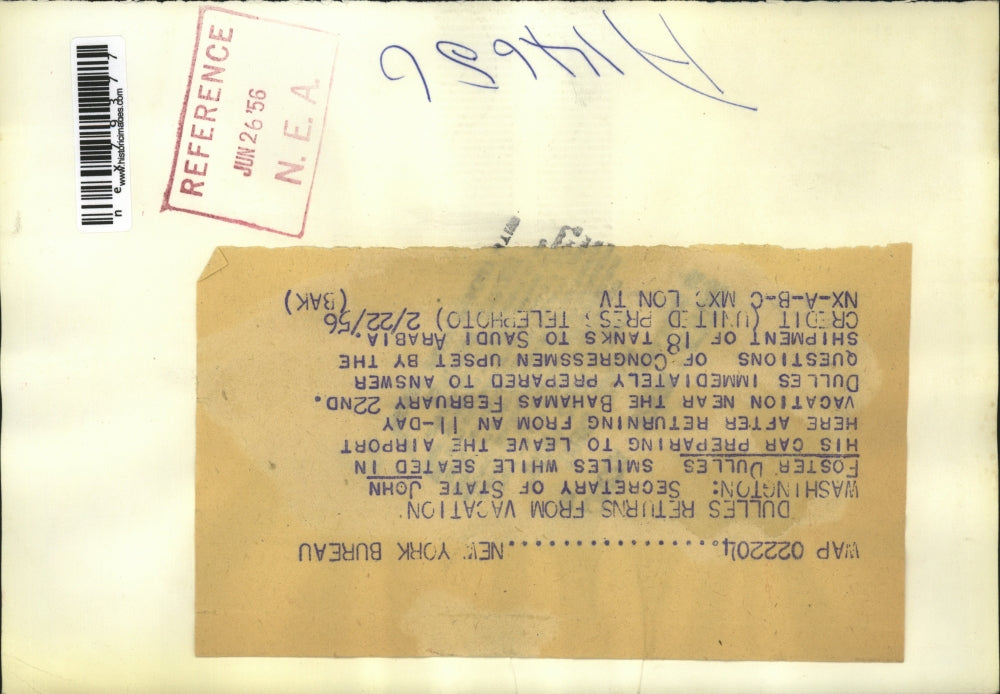 WAP 022204..................NEW YORK BUREAU
DULLES RETURNS FROM VACATION
WASHINGTON: SECRETARY OF STATE JOHN
FOSTER DULLES SMILES WHILE SEATED IN
HIS CAR PREPARING TO LEAVE THE AIRPORT
HERE AFTER RETURNING FROM AN 11-DAY
VACATION NEAR THE BAHAMAS FEBRUARY 22ND.
DULLES IMMEDIATELY PREPARED TO ANSWER
QUESTIONS OF CONGRESSMEN UPSET BY THE
SHIPMENT OF 18 TANKS TO SAUDI ARABIA.
CREDIT (UNITED PRESS TELEPHOTO) 2/22/56
NX-A-B-C MXC LON TV (BAK)
REFERENCE
JUN 26 '56
N. E. A.
www.historicimages.com